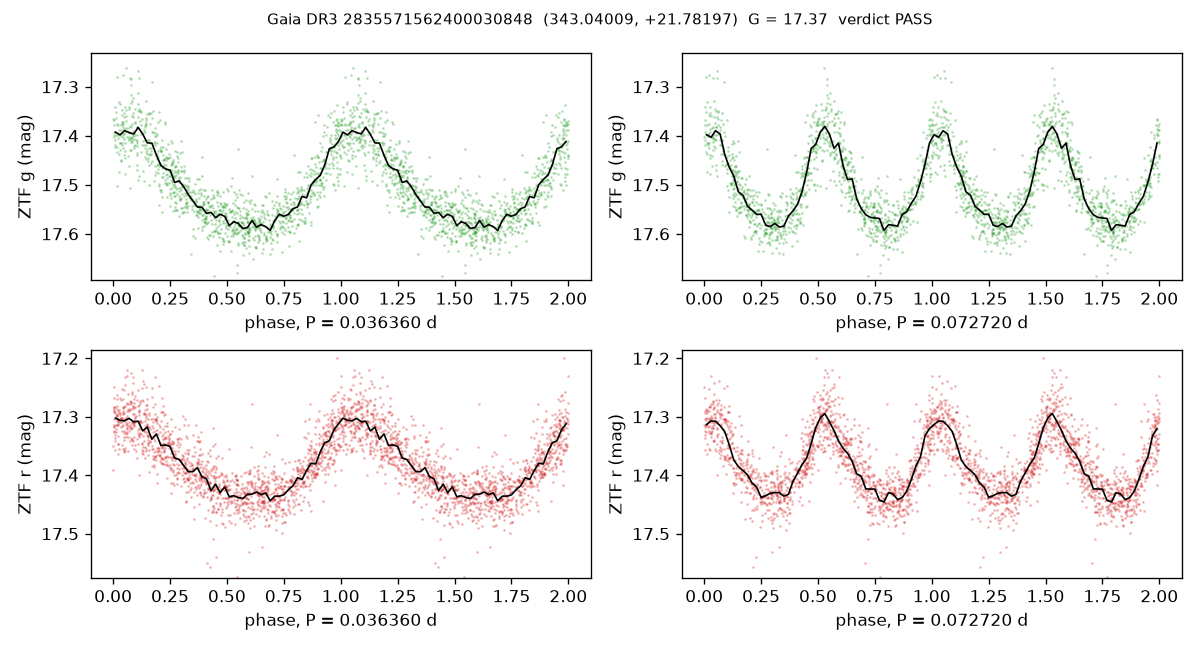 Gaia DR3 2835571562400030848  (343.04009, +21.78197)  G = 17.37  verdict PASS
ZTF g (mag)
17.3
17.4
17.5
17.6
0.00 0.25 0.50 0.75 1.00 1.25 1.50 1.75 2.00
phase, P = 0.036360 d
ZTF g (mag)
17.3
17.4
17.5
17.6
0.00 0.25 0.50 0.75 1.00 1.25 1.50 1.75 2.00
phase, P = 0.072720 d
ZTF r (mag)
17.2
17.3
17.4
17.5
0.00 0.25 0.50 0.75 1.00 1.25 1.50 1.75 2.00
phase, P = 0.036360 d
ZTF r (mag)
17.2
17.3
17.4
17.5
0.00 0.25 0.50 0.75 1.00 1.25 1.50 1.75 2.00
phase, P = 0.072720 d